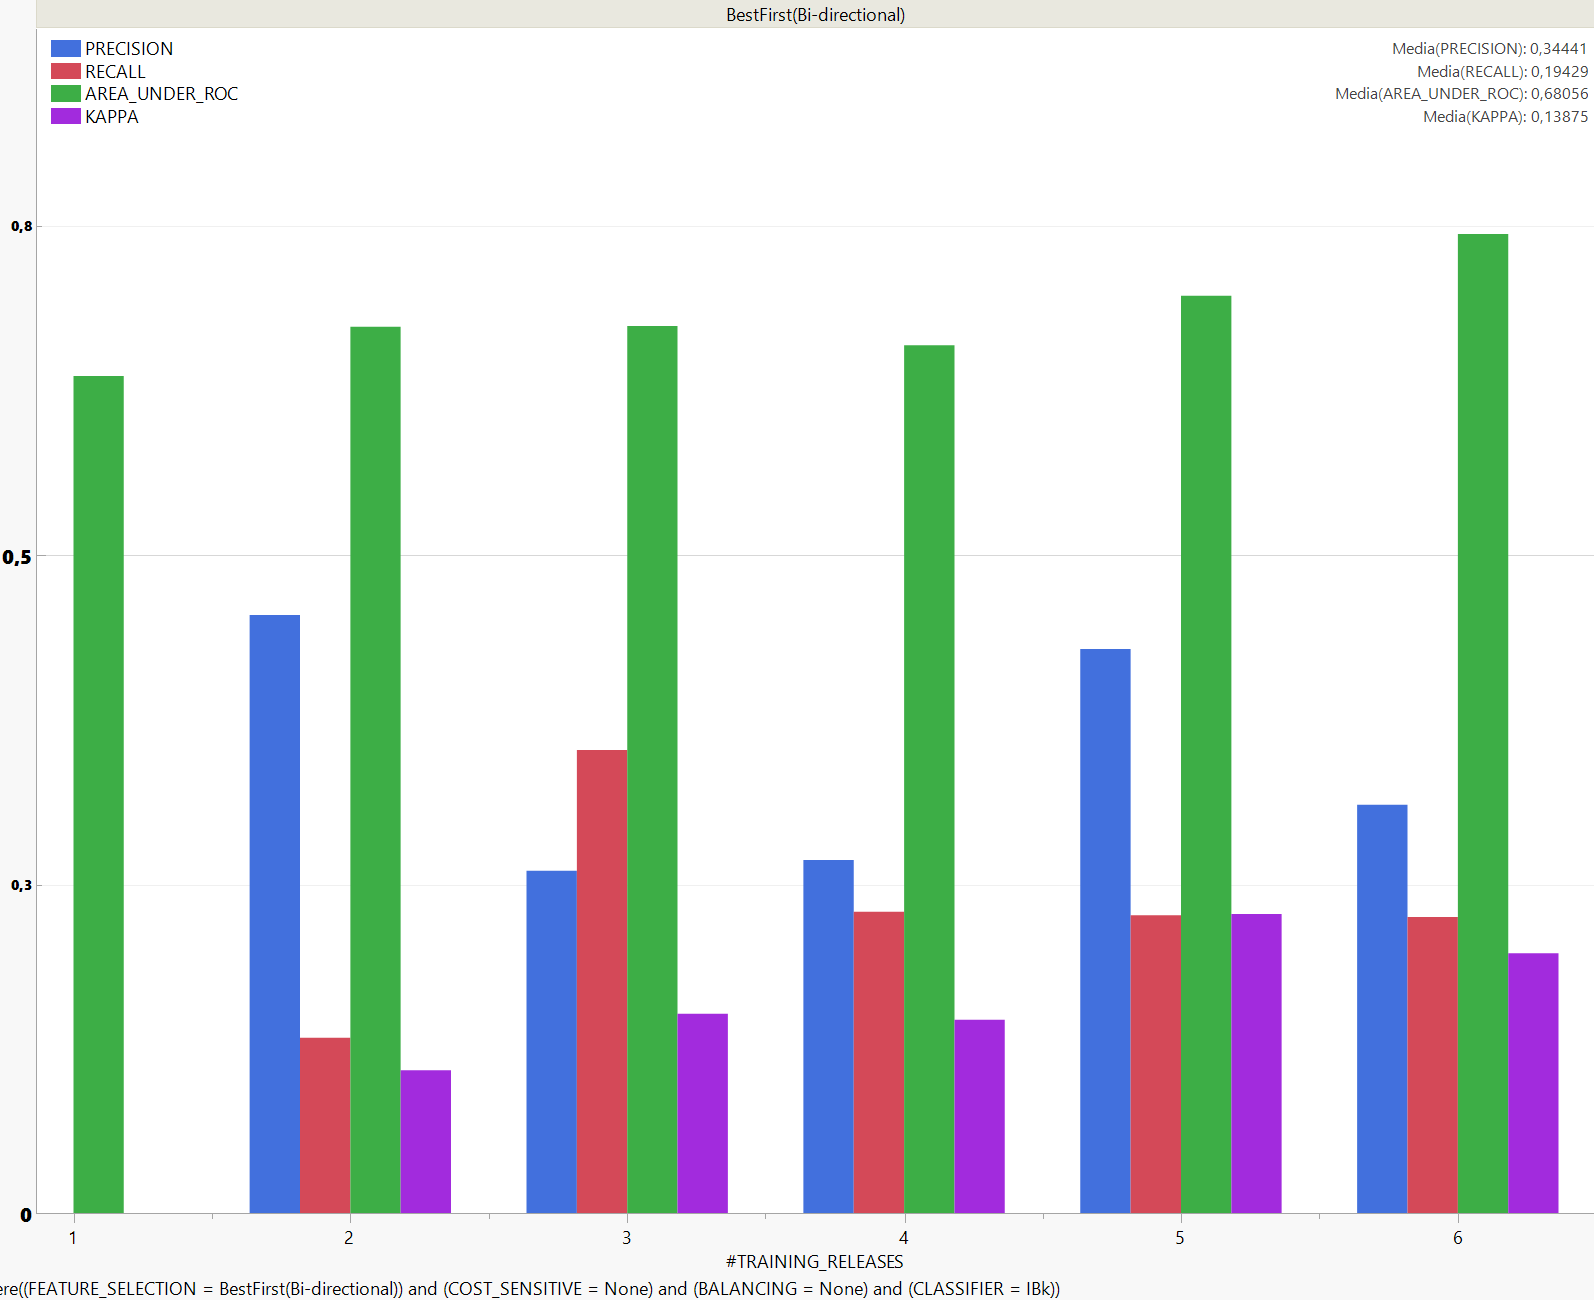 BestFirst(Bi-directional)
PRECISION
RECALL
AREA_UNDER_ROC
KAPPA
Media(PRECISION): 0,34441
Media(RECALL): 0,19429
Media(AREA_UNDER_ROC): 0,68056
Media(KAPPA): 0,13875
0,8
0,5
0,3
0
1 2 3 4 5 6
#TRAINING_RELEASES
ere((FEATURE_SELECTION = BestFirst(Bi-directional)) and (COST_SENSITIVE = None) and (BALANCING = None) and (CLASSIFIER = IBk))